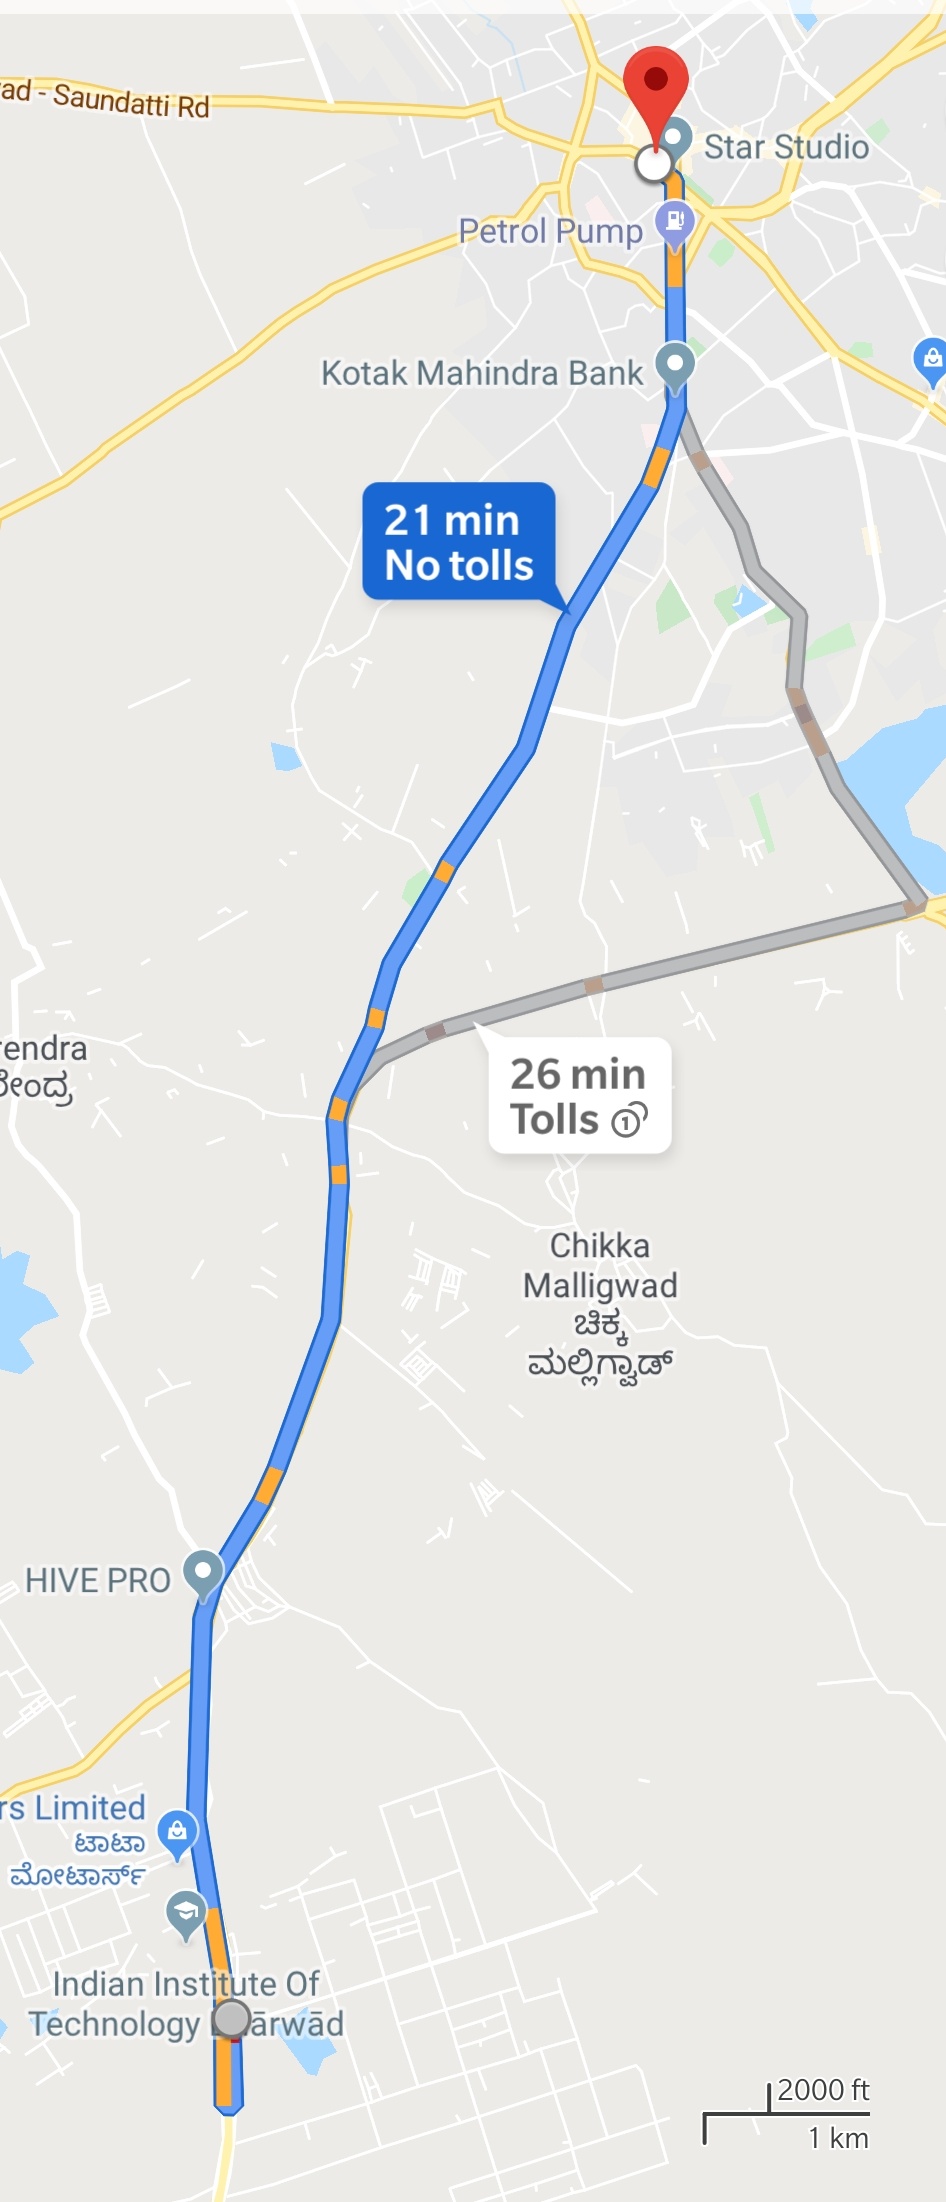 ad - Saundatti Rd
Star Studio
Petrol Pump
Kotak Mahindra Bank
21 min
No tolls
26 min
Tolls
rendra
ರೇಂದ್ರ
Chikka
Malligwad
ಚಿಕ್ಕ
ಮಲ್ಲಿಗ್ವಾಡ್
HIVE PRO
rs Limited
ಟಾಟಾ
ಮೋಟಾರ್ಸ್
Indian Institute Of
Technology ārwād
2000 ft
1 km